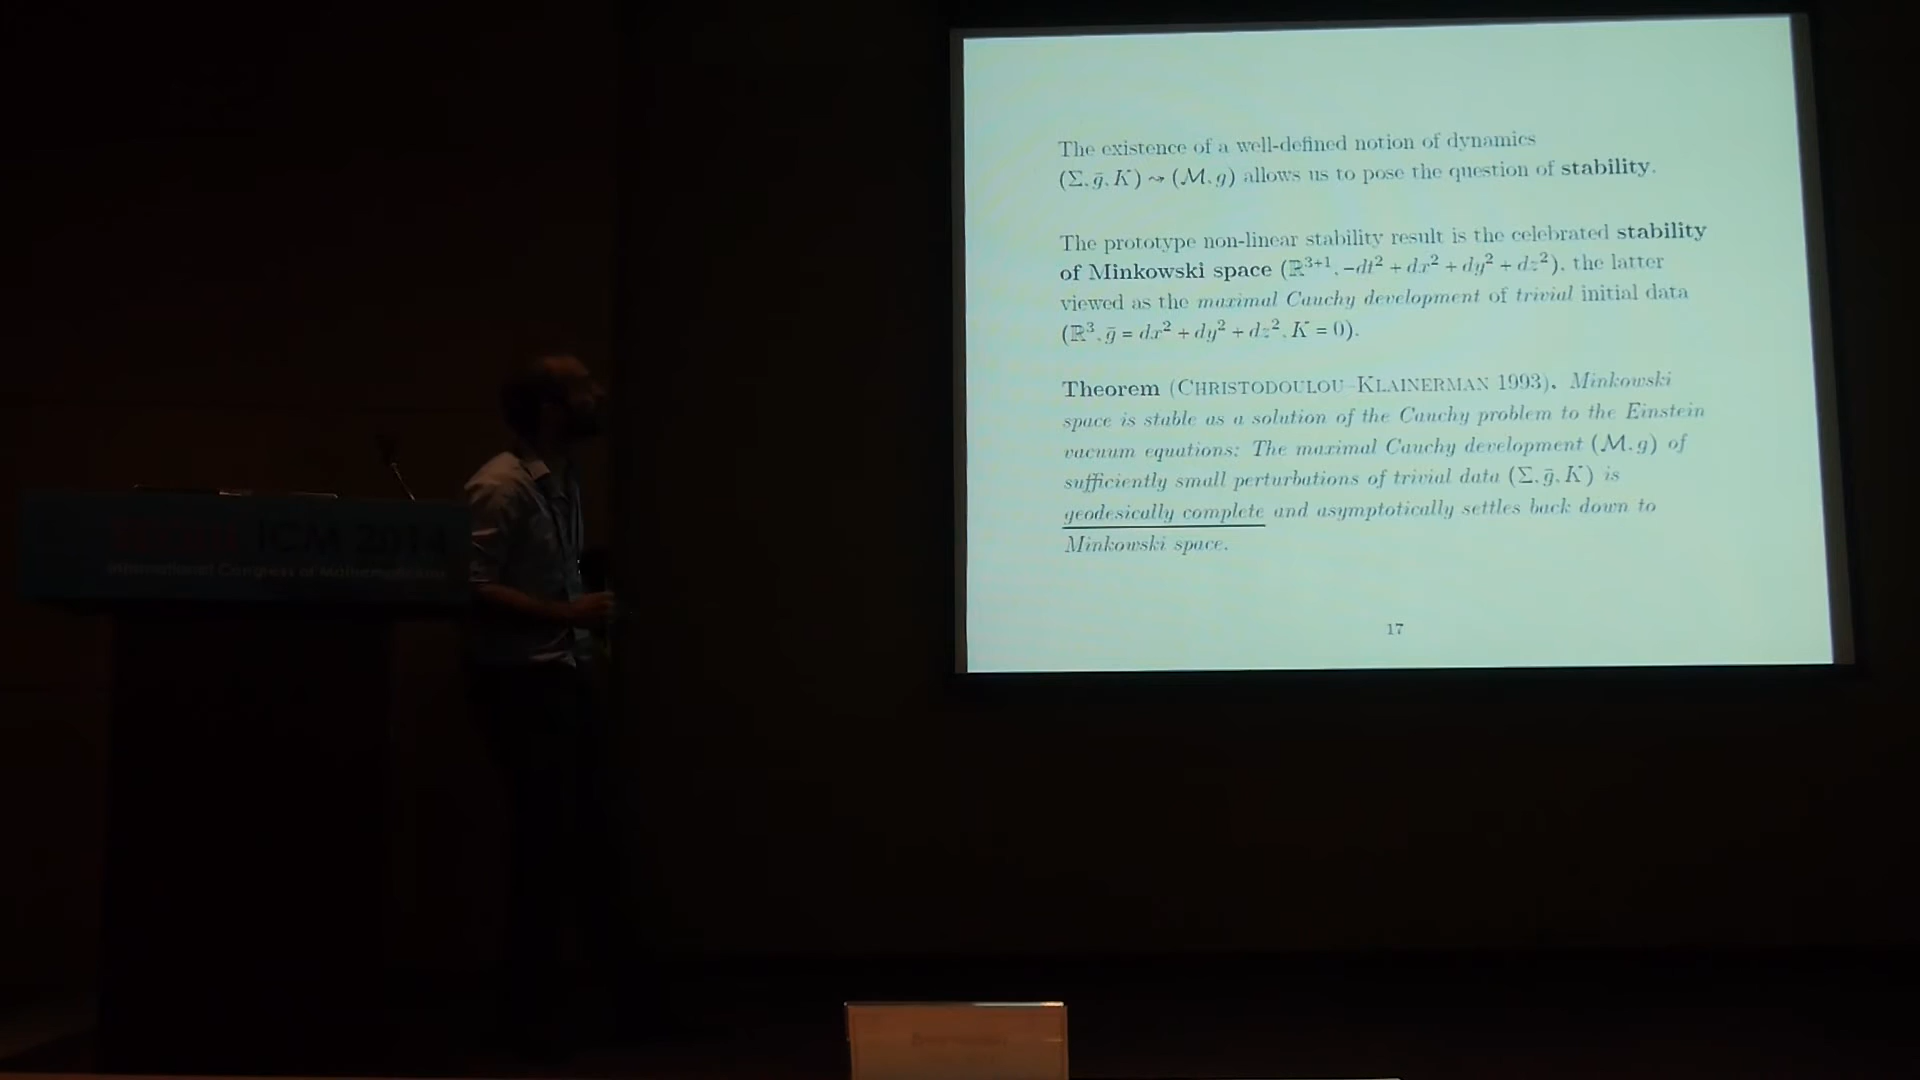 The existence of a well-defined notion of dynamics
(Σ, ḡ, K) ⇝ (ℳ, g) allows us to pose the question of stability.
The prototype non-linear stability result is the celebrated stability
of Minkowski space (ℝ³⁺¹, −dt² + dx² + dy² + dz²), the latter
viewed as the maximal Cauchy development of trivial initial data
(ℝ³, ḡ = dx² + dy² + dz², K = 0).
Theorem (CHRISTODOULOU–KLAINERMAN 1993). Minkowski
space is stable as a solution of the Cauchy problem to the Einstein
vacuum equations: The maximal Cauchy development (ℳ, g) of
sufficiently small perturbations of trivial data (Σ, ḡ, K) is
geodesically complete and asymptotically settles back down to
Minkowski space.
17
ICM 2014
International Congress of Mathematicians